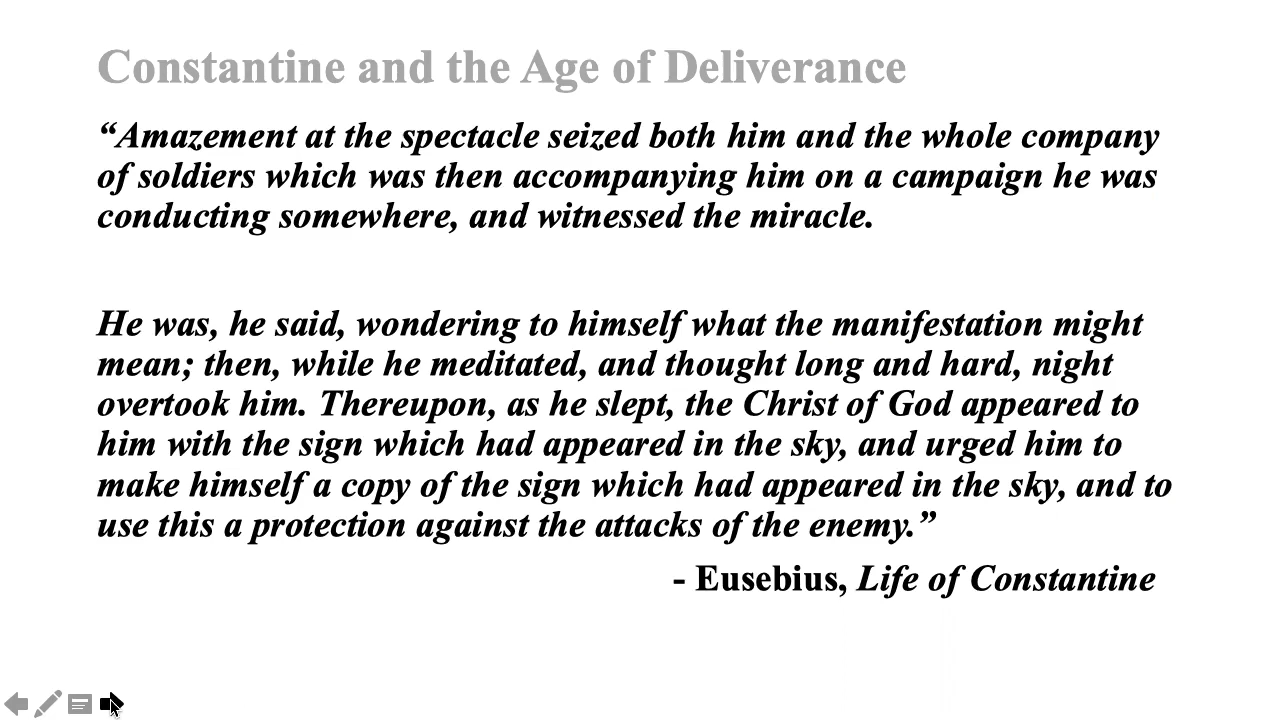 Constantine and the Age of Deliverance
“Amazement at the spectacle seized both him and the whole company
of soldiers which was then accompanying him on a campaign he was
conducting somewhere, and witnessed the miracle.
He was, he said, wondering to himself what the manifestation might
mean; then, while he meditated, and thought long and hard, night
overtook him. Thereupon, as he slept, the Christ of God appeared to
him with the sign which had appeared in the sky, and urged him to
make himself a copy of the sign which had appeared in the sky, and to
use this a protection against the attacks of the enemy.”
- Eusebius, Life of Constantine